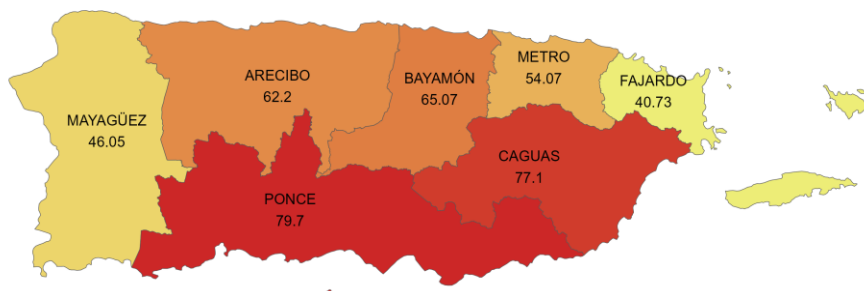 METRO
54.07
ARECIBO
62.2
BAYAMÓN
65.07
FAJARDO
40.73
MAYAGÜEZ
46.05
CAGUAS
77.1
PONCE
79.7